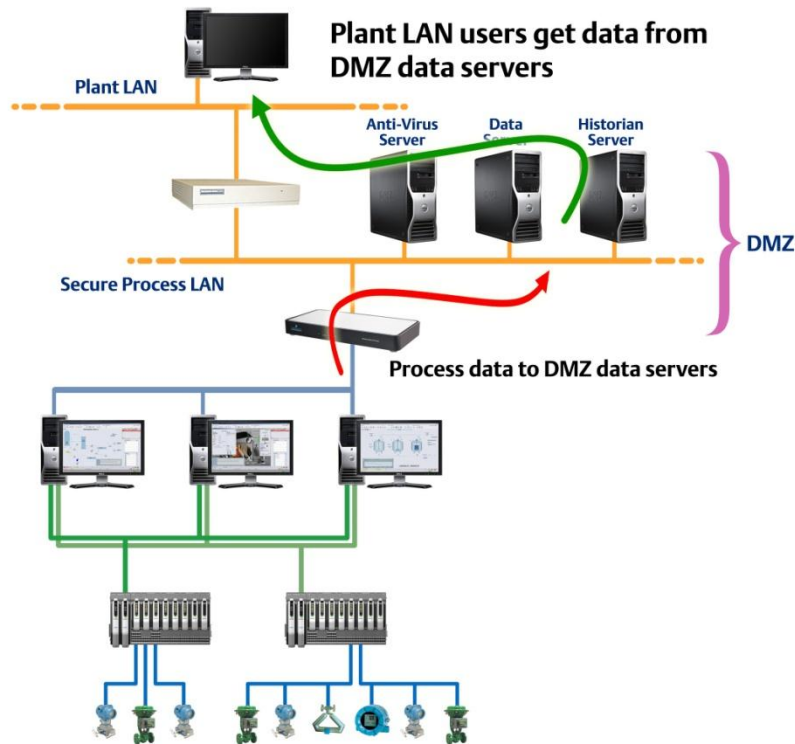 Plant LAN users get data from
DMZ data servers
Plant LAN
Anti-Virus
Server
Data
Server
Historian
Server
DMZ
Secure Process LAN
Process data to DMZ data servers